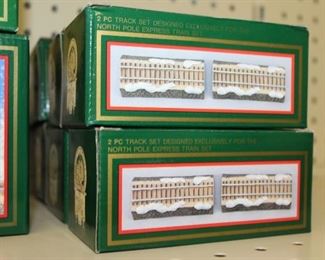 2 PC TRACK SET DESIGNED EXCLUSIVELY FOR THE
NORTH POLE EXPRESS TRAIN SET
2 PC TRACK SET DESIGNED EXCLUSIVELY FOR THE
NORTH POLE EXPRESS TRAIN SET